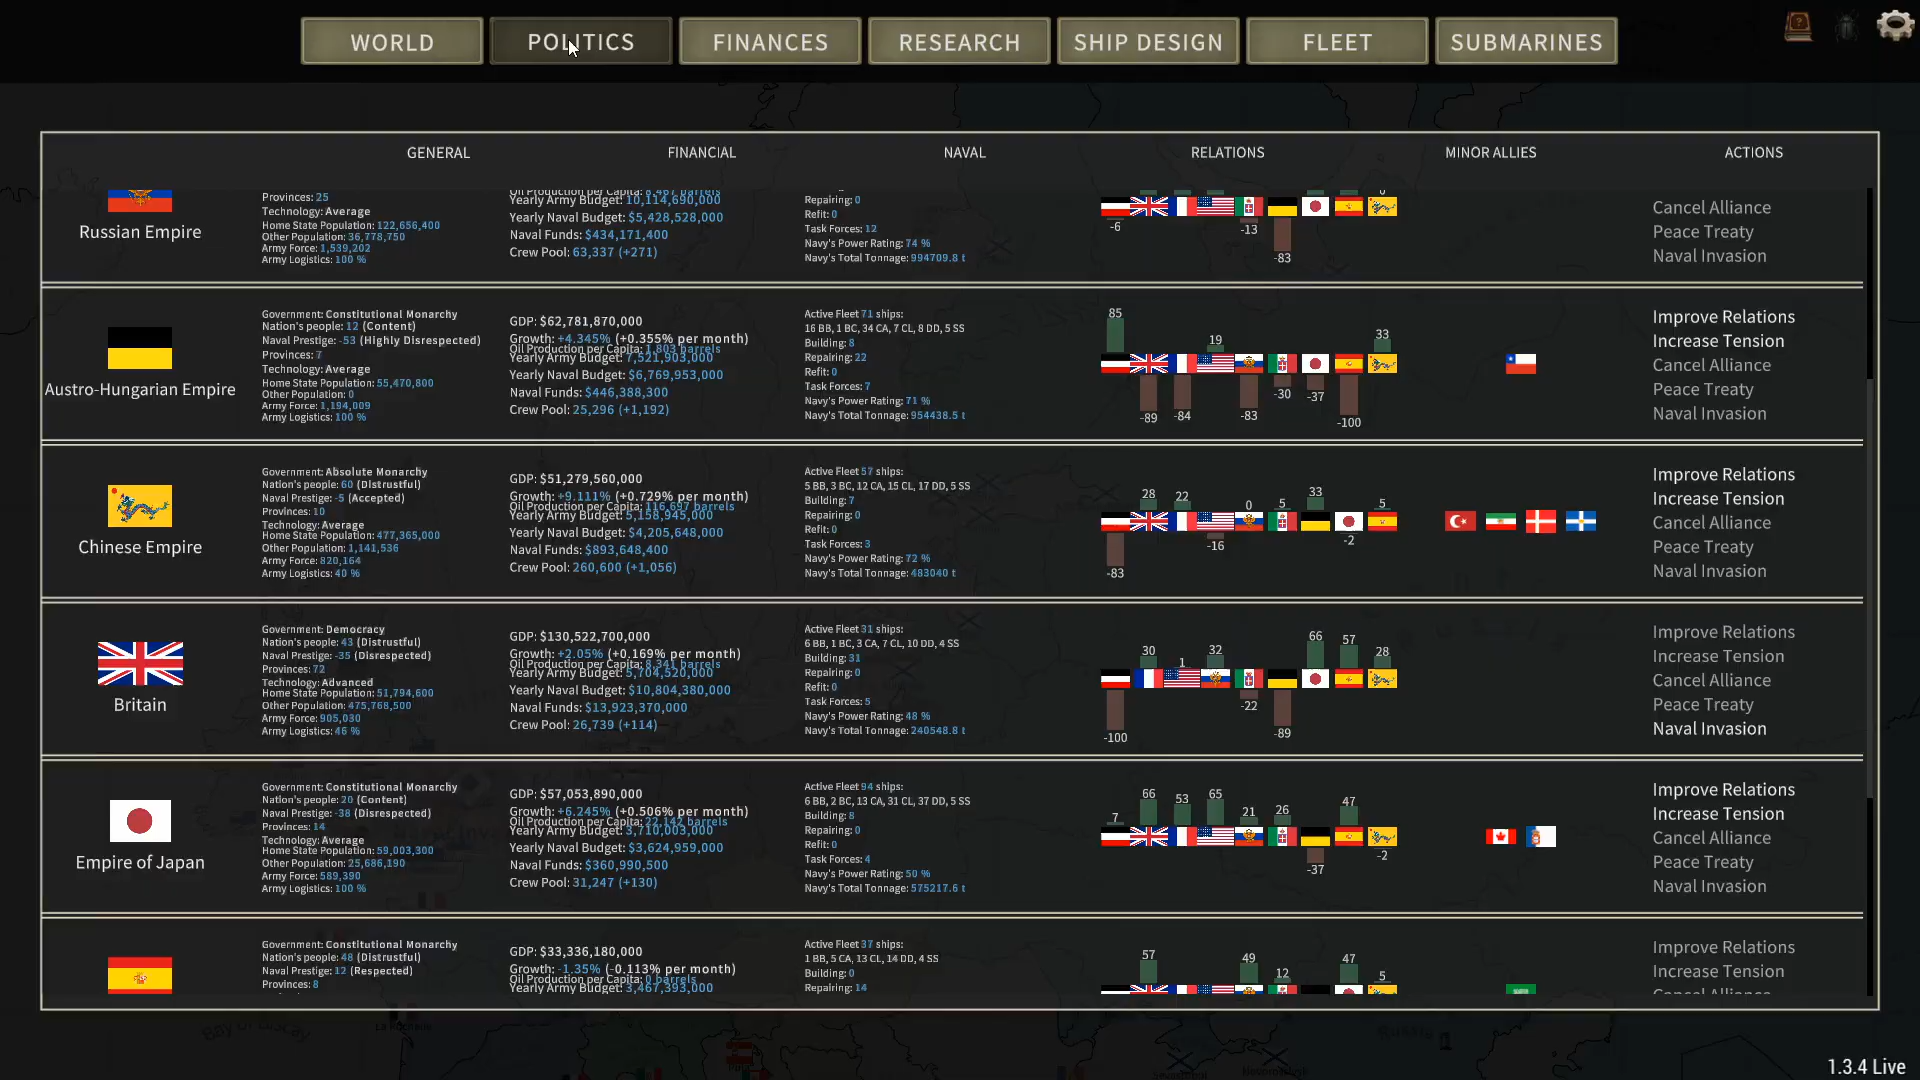 WORLD
POLITICS
FINANCES
RESEARCH
SHIP DESIGN
FLEET
SUBMARINES
GENERAL
FINANCIAL
NAVAL
RELATIONS
MINOR ALLIES
ACTIONS
Russian Empire
Provinces: 25
Technology: Average
Home State Population: 122,656,400
Other Population: 36,778,750
Army Force: 1,539,202
Army Logistics: 100 %
Oil Production per Capita: 8,467 barrels
Yearly Army Budget: 10,114,690,000
Yearly Naval Budget: $5,428,528,000
Naval Funds: $434,171,400
Crew Pool: 63,337 (+271)
Repairing: 0
Refit: 0
Task Forces: 12
Navy's Power Rating: 74 %
Navy's Total Tonnage: 994709.8 t
0
-6
-13
-83
Cancel Alliance
Peace Treaty
Naval Invasion
Austro-Hungarian Empire
Government: Constitutional Monarchy
Nation's people: 12 (Content)
Naval Prestige: -53 (Highly Disrespected)
Provinces: 7
Technology: Average
Home State Population: 55,470,800
Other Population: 0
Army Force: 1,194,009
Army Logistics: 100 %
GDP: $62,781,870,000
Growth: +4.345% (+0.355% per month)
Oil Production per Capita: 1,803 barrels
Yearly Army Budget: 7,521,903,000
Yearly Naval Budget: $6,769,953,000
Naval Funds: $446,388,300
Crew Pool: 25,296 (+1,192)
Active Fleet 71 ships:
16 BB, 1 BC, 34 CA, 7 CL, 8 DD, 5 SS
Building: 8
Repairing: 22
Refit: 0
Task Forces: 7
Navy's Power Rating: 71 %
Navy's Total Tonnage: 954438.5 t
85
19
33
-89
-84
-83
-30
-37
-100
Improve Relations
Increase Tension
Cancel Alliance
Peace Treaty
Naval Invasion
Chinese Empire
Government: Absolute Monarchy
Nation's people: 60 (Distrustful)
Naval Prestige: -5 (Accepted)
Provinces: 10
Technology: Average
Home State Population: 477,365,000
Other Population: 1,141,536
Army Force: 820,164
Army Logistics: 40 %
GDP: $51,279,560,000
Growth: +9.111% (+0.729% per month)
Oil Production per Capita: 116,697 barrels
Yearly Army Budget: 5,158,945,000
Yearly Naval Budget: $4,205,648,000
Naval Funds: $893,648,400
Crew Pool: 260,600 (+1,056)
Active Fleet 57 ships:
5 BB, 3 BC, 12 CA, 15 CL, 17 DD, 5 SS
Building: 7
Repairing: 0
Refit: 0
Task Forces: 3
Navy's Power Rating: 72 %
Navy's Total Tonnage: 483040 t
28
22
0
5
33
5
-83
-16
-2
Improve Relations
Increase Tension
Cancel Alliance
Peace Treaty
Naval Invasion
Britain
Government: Democracy
Nation's people: 43 (Distrustful)
Naval Prestige: -35 (Disrespected)
Provinces: 72
Technology: Advanced
Home State Population: 51,794,600
Other Population: 475,768,500
Army Force: 905,030
Army Logistics: 46 %
GDP: $130,522,700,000
Growth: +2.05% (+0.169% per month)
Oil Production per Capita: 8,341 barrels
Yearly Army Budget: 5,704,520,000
Yearly Naval Budget: $10,804,380,000
Naval Funds: $13,923,370,000
Crew Pool: 26,739 (+114)
Active Fleet 31 ships:
6 BB, 1 BC, 3 CA, 7 CL, 10 DD, 4 SS
Building: 31
Repairing: 0
Refit: 0
Task Forces: 5
Navy's Power Rating: 48 %
Navy's Total Tonnage: 240548.8 t
30
1
32
66
57
28
-100
-22
-89
Improve Relations
Increase Tension
Cancel Alliance
Peace Treaty
Naval Invasion
Empire of Japan
Government: Constitutional Monarchy
Nation's people: 20 (Content)
Naval Prestige: -38 (Disrespected)
Provinces: 14
Technology: Average
Home State Population: 59,003,300
Other Population: 25,686,190
Army Force: 589,390
Army Logistics: 100 %
GDP: $57,053,890,000
Growth: +6.245% (+0.506% per month)
Oil Production per Capita: 22,142 barrels
Yearly Army Budget: 3,710,003,000
Yearly Naval Budget: $3,624,959,000
Naval Funds: $360,990,500
Crew Pool: 31,247 (+130)
Active Fleet 94 ships:
6 BB, 2 BC, 13 CA, 31 CL, 37 DD, 5 SS
Building: 8
Repairing: 0
Refit: 0
Task Forces: 4
Navy's Power Rating: 50 %
Navy's Total Tonnage: 575217.6 t
7
66
53
65
21
26
47
-37
-2
Improve Relations
Increase Tension
Cancel Alliance
Peace Treaty
Naval Invasion
Government: Constitutional Monarchy
Nation's people: 48 (Distrustful)
Naval Prestige: 12 (Respected)
Provinces: 8
GDP: $33,336,180,000
Growth: -1.35% (-0.113% per month)
Oil Production per Capita: 0 barrels
Yearly Army Budget: 3,467,393,000
Active Fleet 37 ships:
1 BB, 5 CA, 13 CL, 14 DD, 4 SS
Building: 0
Repairing: 14
57
49
12
47
5
Improve Relations
Increase Tension
Cancel Alliance
Bay of Biscay
La Rochelle
Russia
1.3.4 Live